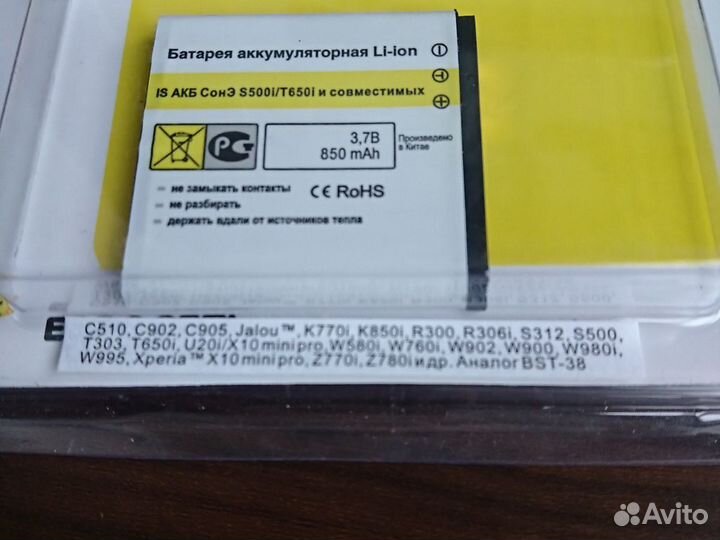 Батарея аккумуляторная Li-ion
IS АКБ СонЭ S500i/T650i и совместимых
3,7В
850 mAh
Произведено
в Китае
РС
– не замыкать контакты
– не разбирать
– держать вдали от источников тепла
CE RoHS
C510, C902, C905, Jalou™, K770i, K850i, R300, R306i, S312, S500,
T303, T650i, U20i/X10 mini pro, W580i, W760i, W902, W900, W980i,
W995, Xperia™ X10 mini pro, Z770i, Z780i и др. Аналог BST-38
Avito